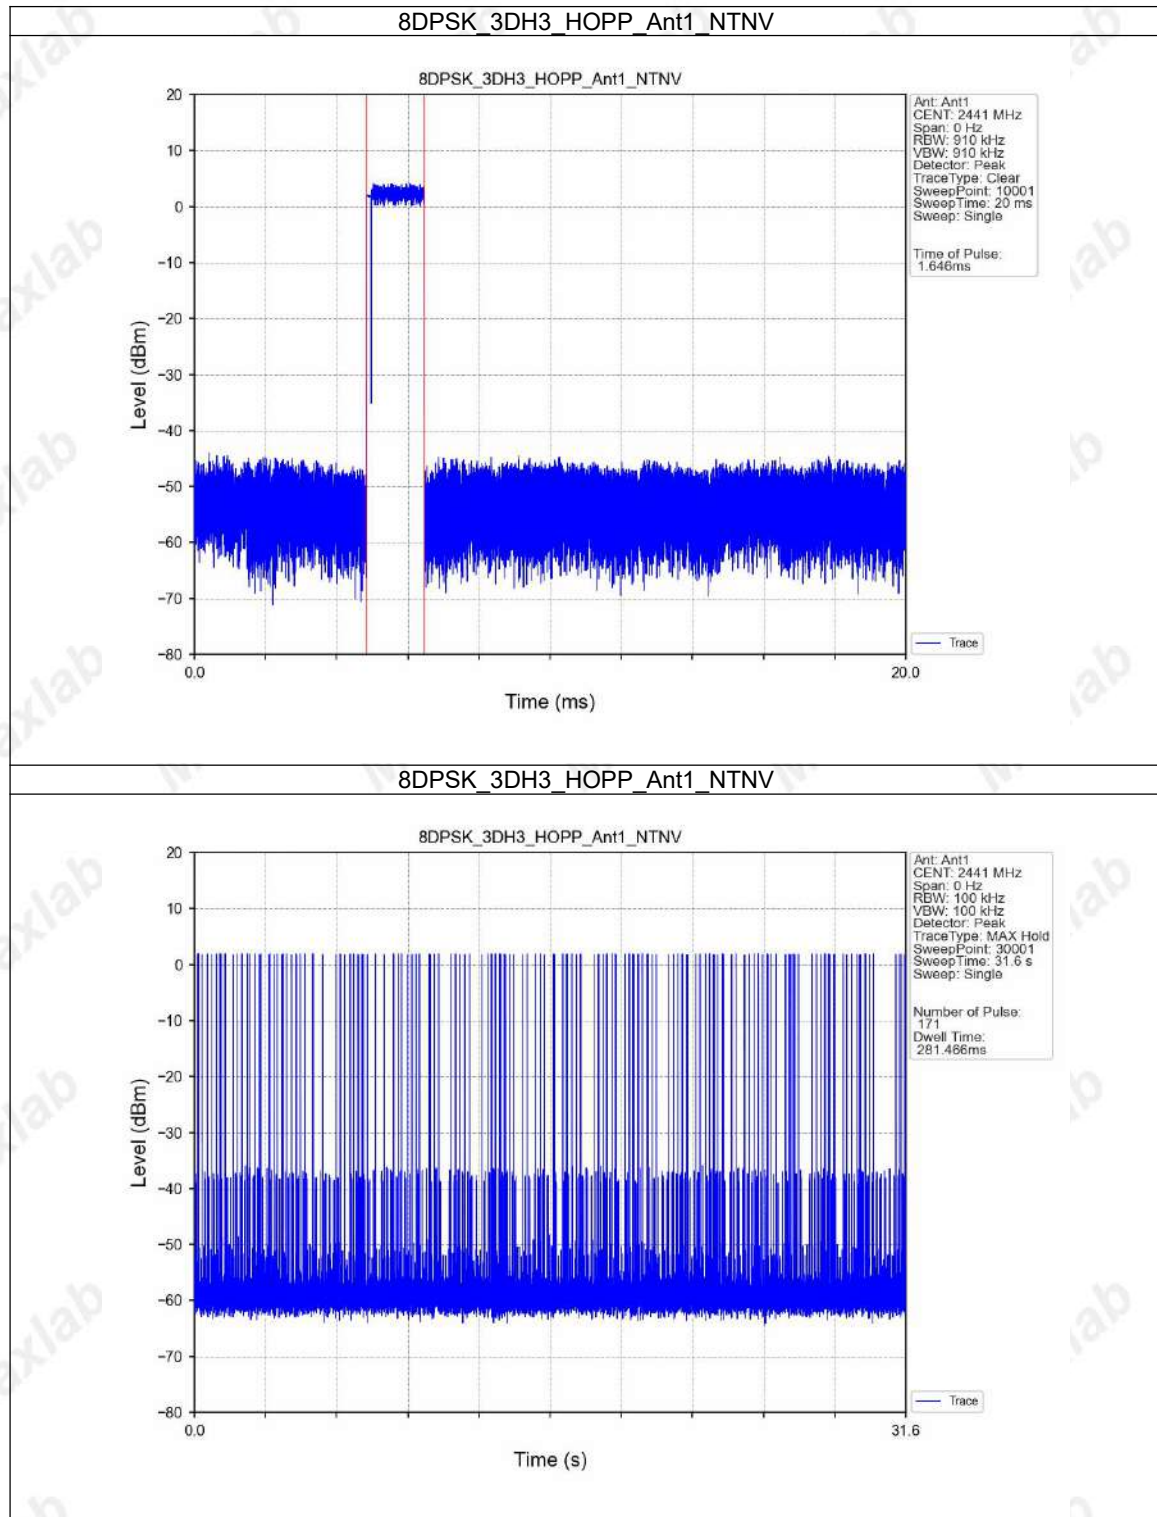 8DPSK_3DH3_HOPP_Ant1_NTNV
8DPSK_3DH3_HOPP_Ant1_NTNV
20
10
0
−10
−20
−30
−40
−50
−60
−70
−80
Level (dBm)
0.0
20.0
Time (ms)
Ant: Ant1
CENT: 2441 MHz
Span: 0 Hz
RBW: 910 kHz
VBW: 910 kHz
Detector: Peak
TraceType: Clear
SweepPoint: 10001
SweepTime: 20 ms
Sweep: Single
Time of Pulse:
1.646ms
Trace
8DPSK_3DH3_HOPP_Ant1_NTNV
8DPSK_3DH3_HOPP_Ant1_NTNV
20
10
0
−10
−20
−30
−40
−50
−60
−70
−80
Level (dBm)
0.0
31.6
Time (s)
Ant: Ant1
CENT: 2441 MHz
Span: 0 Hz
RBW: 100 kHz
VBW: 100 kHz
Detector: Peak
TraceType: MAX Hold
SweepPoint: 30001
SweepTime: 31.6 s
Sweep: Single
Number of Pulse:
171
Dwell Time:
281.466ms
Trace